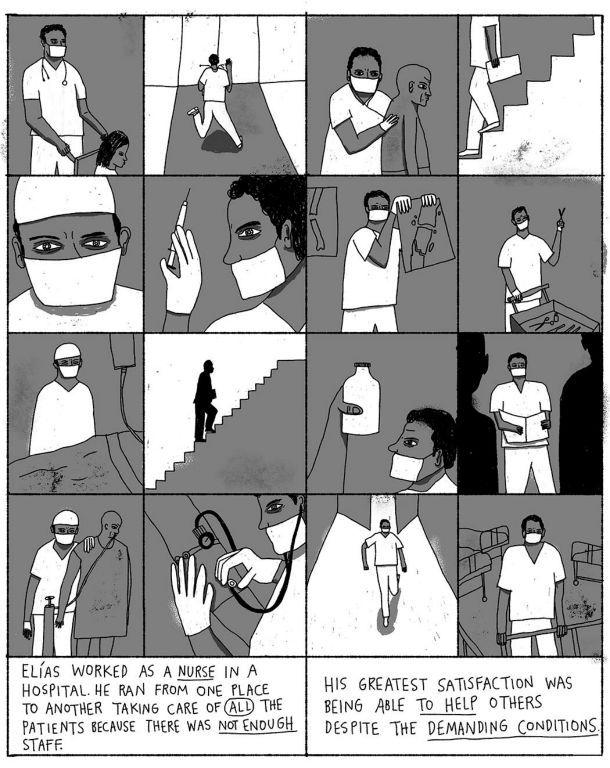 ELÍAS WORKED AS A NURSE IN A
HOSPITAL. HE RAN FROM ONE PLACE
TO ANOTHER TAKING CARE OF ALL THE
PATIENTS BECAUSE THERE WAS NOT ENOUGH
STAFF.
HIS GREATEST SATISFACTION WAS
BEING ABLE TO HELP OTHERS
DESPITE THE DEMANDING CONDITIONS.